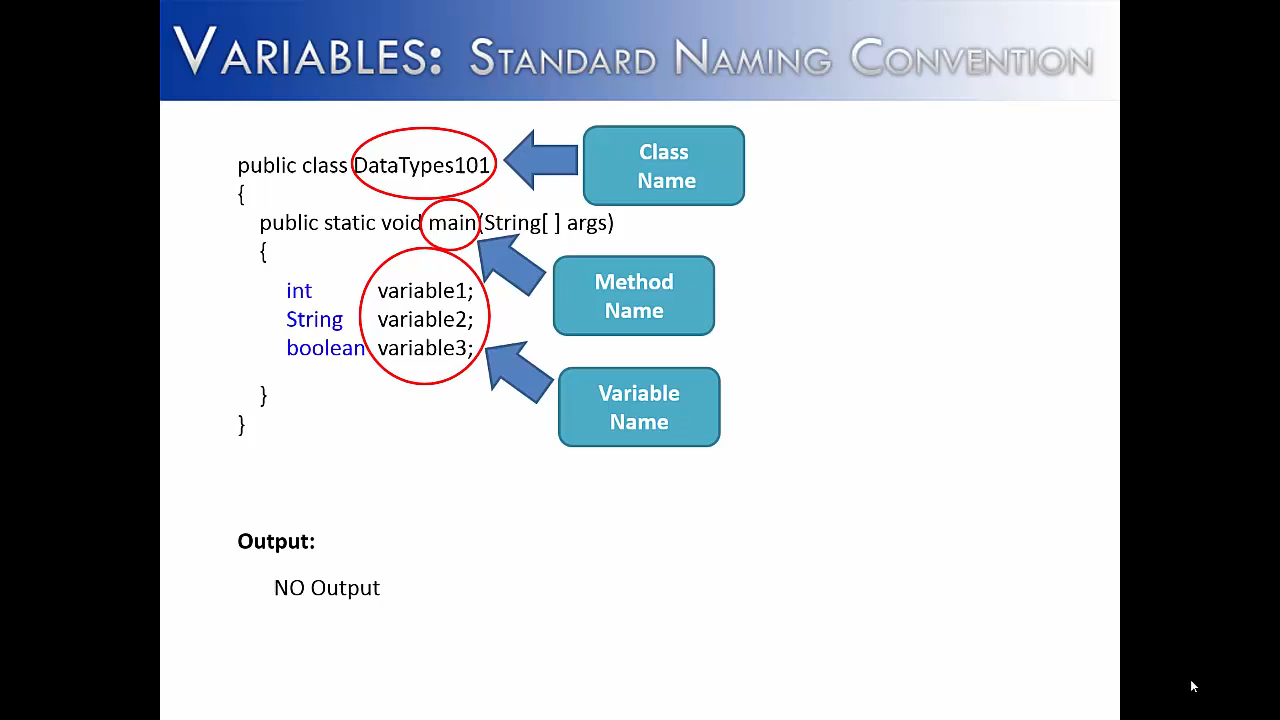 VARIABLES: STANDARD NAMING CONVENTION
public class DataTypes101
Class
Name
{
public static void main(String[ ] args)
{
Method
Name
int variable1;
String variable2;
boolean variable3;
Variable
Name
}
}
Output:
NO Output